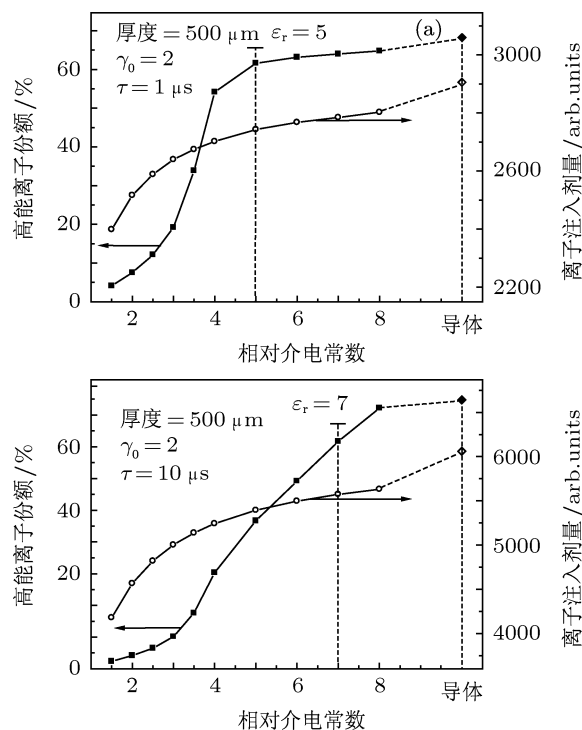 厚度 = 500 μm εr = 5 (a)
γ0 = 2
τ = 1 μs
高能离子份额/%
60
40
20
0
3000
2600
2200
离子注入剂量/arb.units
2 4 6 8 导体
相对介电常数
厚度 = 500 μm εr = 7
γ0 = 2
τ = 10 μs
高能离子份额/%
60
40
20
0
6000
5000
4000
离子注入剂量/arb.units
2 4 6 8 导体
相对介电常数